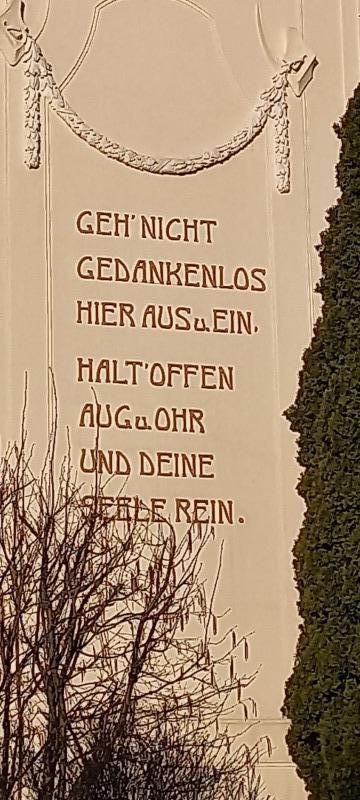 GEH' NICHT
GEDANKENLOS
HIER AUS u. EIN.
HALT' OFFEN
AUG u. OHR
UND DEINE
SEELE REIN.